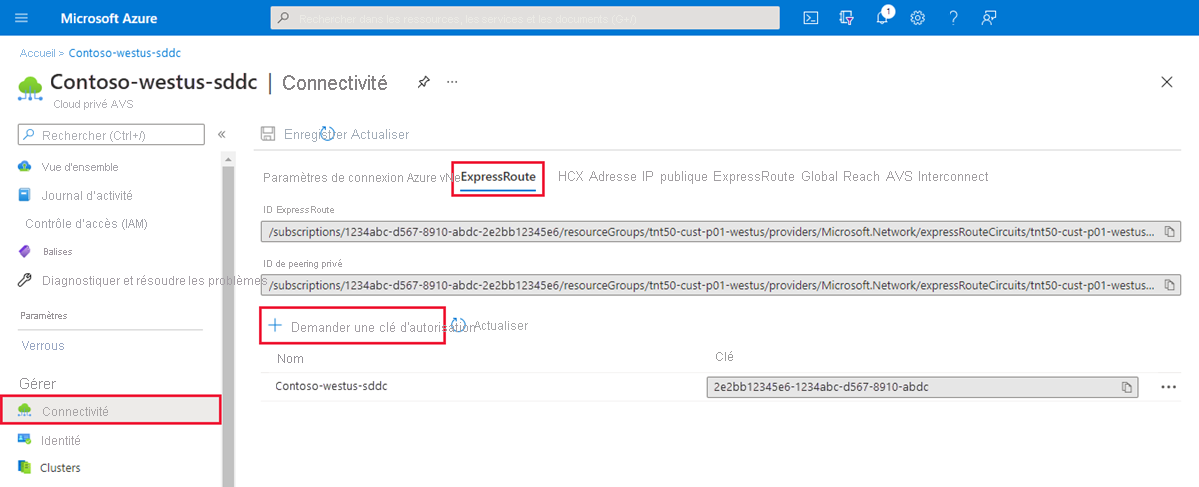 Microsoft Azure
Rechercher dans les ressources, les services et les documents (G+/)
1
Accueil > Contoso-westus-sddc
Contoso-westus-sddc | Connectivité
Cloud privé AVS
Rechercher (Ctrl+/)
«
Enregistrer Actualiser
Vue d'ensemble
Journal d'activité
Contrôle d'accès (IAM)
Balises
Diagnostiquer et résoudre les problèmes
Paramètres
Verrous
Gérer
Connectivité
Identité
Clusters
Paramètres de connexion Azure vNe ExpressRoute HCX Adresse IP publique ExpressRoute Global Reach AVS Interconnect
ID ExpressRoute
/subscriptions/1234abc-d567-8910-abdc-2e2bb12345e6/resourceGroups/tnt50-cust-p01-westus/providers/Microsoft.Network/expressRouteCircuits/tnt50-cust-p01-westus...
ID de peering privé
/subscriptions/1234abc-d567-8910-abdc-2e2bb12345e6/resourceGroups/tnt50-cust-p01-westus/providers/Microsoft.Network/expressRouteCircuits/tnt50-cust-p01-westus...
+ Demander une clé d'autorisation Actualiser
Nom Clé
Contoso-westus-sddc 2e2bb12345e6-1234abc-d567-8910-abdc